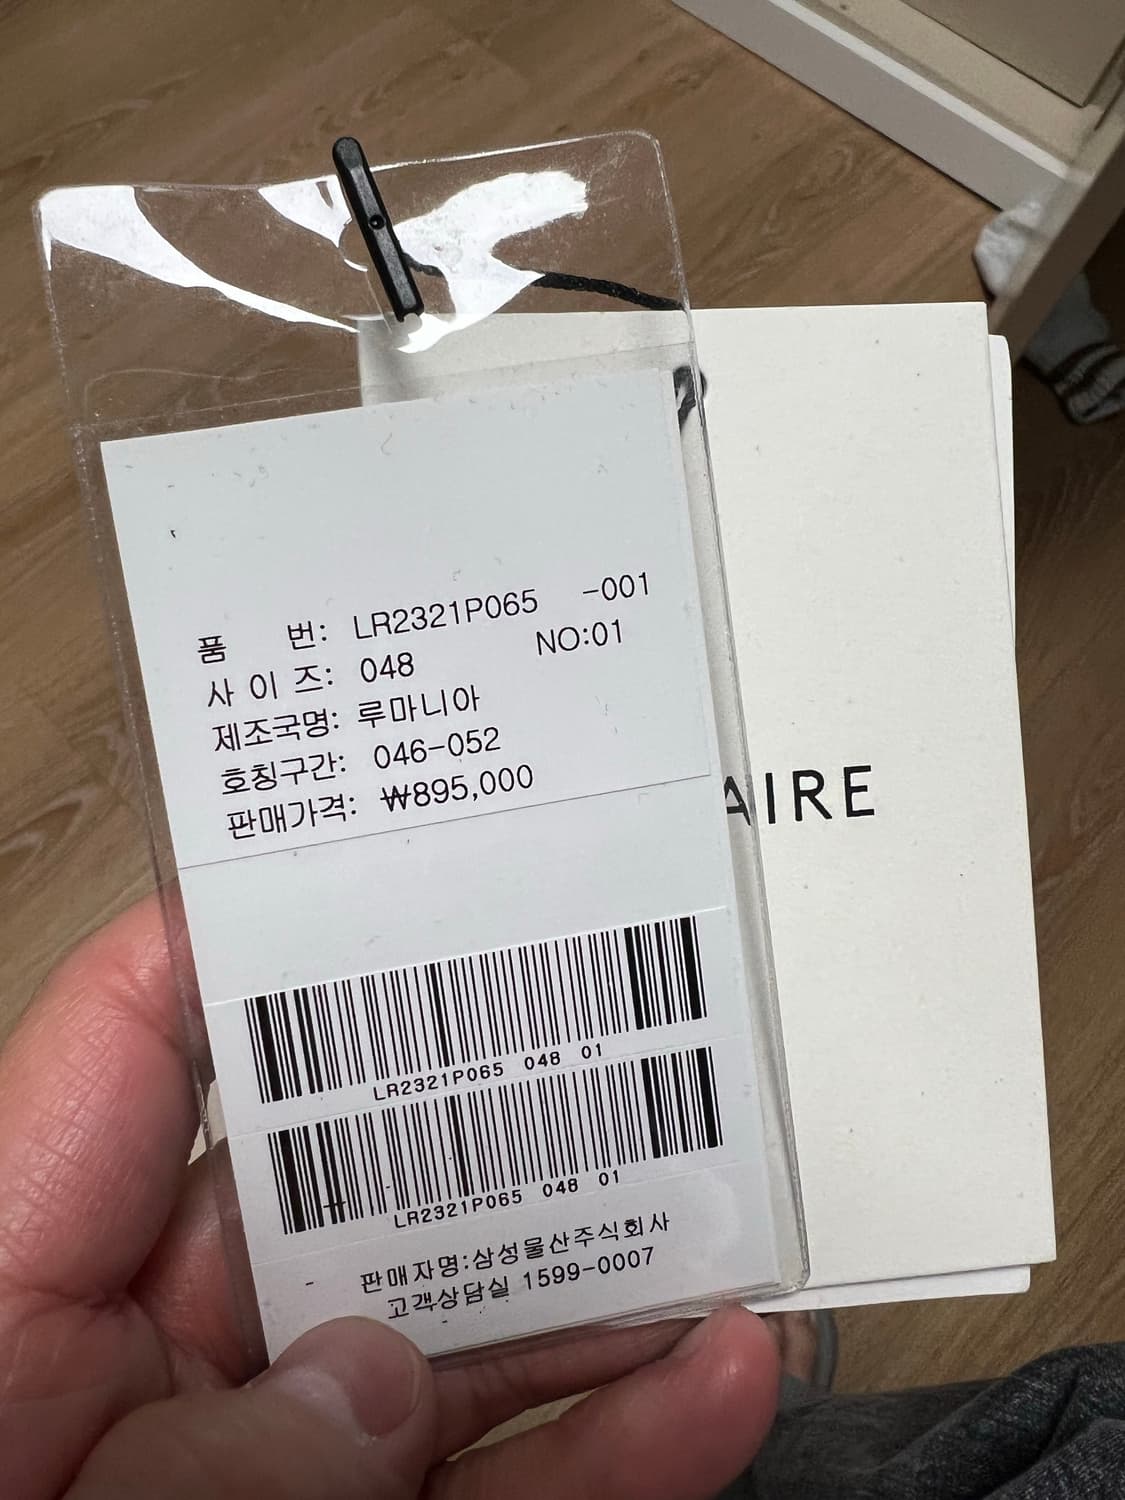 품 번: LR2321P065 -001
사 이 즈: 048 NO:01
제조국명: 루마니아
호칭구간: 046-052
판매가격: ₩895,000
AIRE
LR2321P065 048 01
LR2321P065 048 01
판매자명:삼성물산주식회사
고객상담실 1599-0007